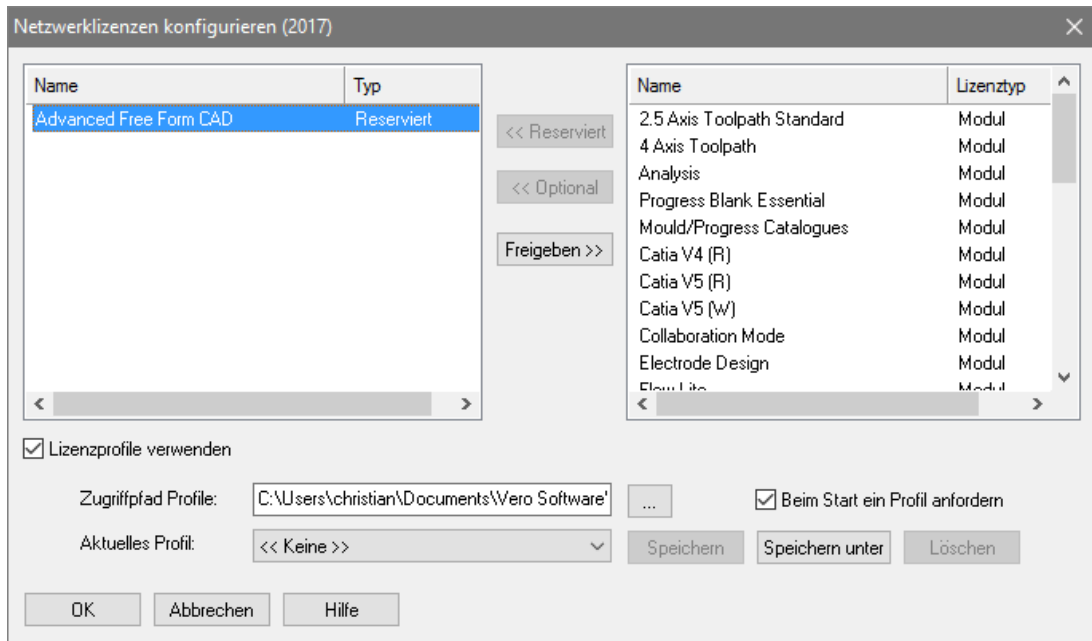 Netzwerklizenzen konfigurieren (2017)
Name Typ
Advanced Free Form CAD Reserviert
<< Reserviert
<< Optional
Freigeben >>
Name Lizenztyp
2.5 Axis Toolpath Standard Modul
4 Axis Toolpath Modul
Analysis Modul
Progress Blank Essential Modul
Mould/Progress Catalogues Modul
Catia V4 (R) Modul
Catia V5 (R) Modul
Catia V5 (W) Modul
Collaboration Mode Modul
Electrode Design Modul
Flow Lite Modul
Lizenzprofile verwenden
Zugriffpfad Profile: C:\Users\christian\Documents\Vero Software' ... Beim Start ein Profil anfordern
Aktuelles Profil: << Keine >> Speichern Speichern unter Löschen
OK Abbrechen Hilfe